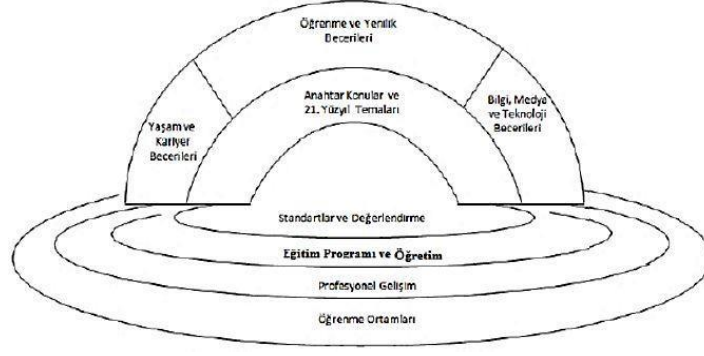 Öğrenme ve Yenilik
Becerileri
Anahtar Konular ve
21. Yüzyıl Temaları
Yaşam ve
Kariyer
Becerileri
Bilgi, Medya
ve Teknoloji
Becerileri
Standartlar ve Değerlendirme
Eğitim Programı ve Öğretim
Profesyonel Gelişim
Öğrenme Ortamları